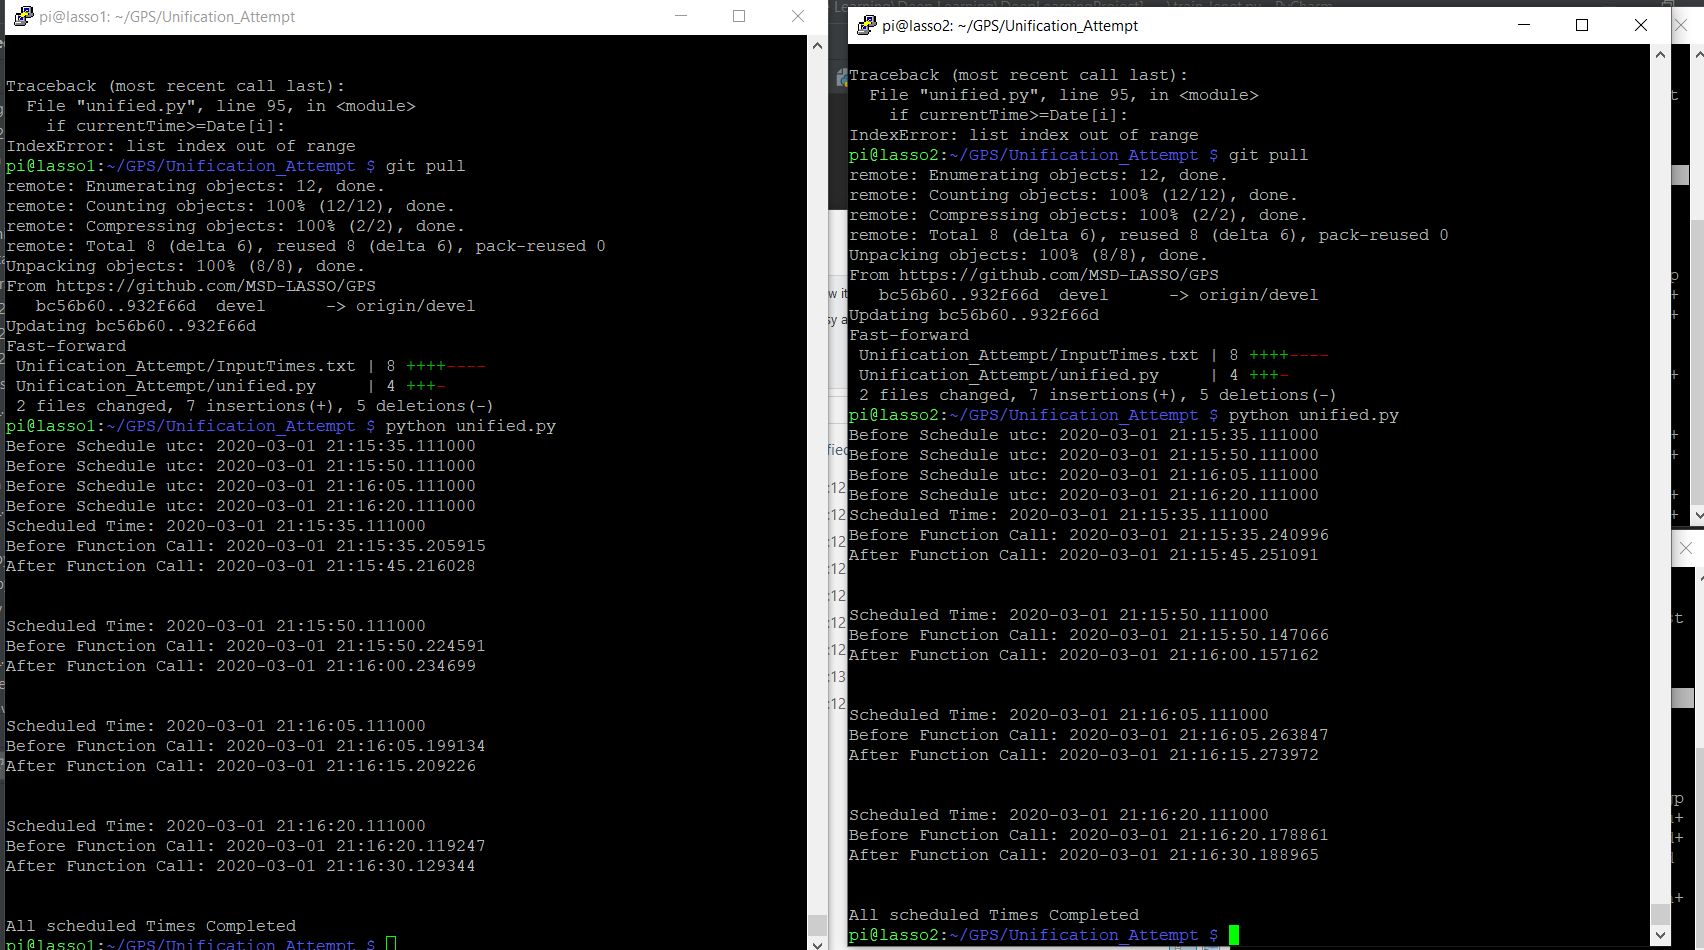 pi@lasso1: ~/GPS/Unification_Attempt
Traceback (most recent call last):
  File "unified.py", line 95, in <module>
    if currentTime>=Date[i]:
IndexError: list index out of range
pi@lasso1:~/GPS/Unification_Attempt $ git pull
remote: Enumerating objects: 12, done.
remote: Counting objects: 100% (12/12), done.
remote: Compressing objects: 100% (2/2), done.
remote: Total 8 (delta 6), reused 8 (delta 6), pack-reused 0
Unpacking objects: 100% (8/8), done.
From https://github.com/MSD-LASSO/GPS
   bc56b60..932f66d  devel      -> origin/devel
Updating bc56b60..932f66d
Fast-forward
 Unification_Attempt/InputTimes.txt | 8 ++++----
 Unification_Attempt/unified.py     | 4 +++-
 2 files changed, 7 insertions(+), 5 deletions(-)
pi@lasso1:~/GPS/Unification_Attempt $ python unified.py
Before Schedule utc: 2020-03-01 21:15:35.111000
Before Schedule utc: 2020-03-01 21:15:50.111000
Before Schedule utc: 2020-03-01 21:16:05.111000
Before Schedule utc: 2020-03-01 21:16:20.111000
Scheduled Time: 2020-03-01 21:15:35.111000
Before Function Call: 2020-03-01 21:15:35.205915
After Function Call: 2020-03-01 21:15:45.216028
Scheduled Time: 2020-03-01 21:15:50.111000
Before Function Call: 2020-03-01 21:15:50.224591
After Function Call: 2020-03-01 21:16:00.234699
Scheduled Time: 2020-03-01 21:16:05.111000
Before Function Call: 2020-03-01 21:16:05.199134
After Function Call: 2020-03-01 21:16:15.209226
Scheduled Time: 2020-03-01 21:16:20.111000
Before Function Call: 2020-03-01 21:16:20.119247
After Function Call: 2020-03-01 21:16:30.129344
All scheduled Times Completed
pi@lasso1:~/GPS/Unification_Attempt $
pi@lasso2: ~/GPS/Unification_Attempt
Traceback (most recent call last):
  File "unified.py", line 95, in <module>
    if currentTime>=Date[i]:
IndexError: list index out of range
pi@lasso2:~/GPS/Unification_Attempt $ git pull
remote: Enumerating objects: 12, done.
remote: Counting objects: 100% (12/12), done.
remote: Compressing objects: 100% (2/2), done.
remote: Total 8 (delta 6), reused 8 (delta 6), pack-reused 0
Unpacking objects: 100% (8/8), done.
From https://github.com/MSD-LASSO/GPS
   bc56b60..932f66d  devel      -> origin/devel
Updating bc56b60..932f66d
Fast-forward
 Unification_Attempt/InputTimes.txt | 8 ++++----
 Unification_Attempt/unified.py     | 4 +++-
 2 files changed, 7 insertions(+), 5 deletions(-)
pi@lasso2:~/GPS/Unification_Attempt $ python unified.py
Before Schedule utc: 2020-03-01 21:15:35.111000
Before Schedule utc: 2020-03-01 21:15:50.111000
Before Schedule utc: 2020-03-01 21:16:05.111000
Before Schedule utc: 2020-03-01 21:16:20.111000
Scheduled Time: 2020-03-01 21:15:35.111000
Before Function Call: 2020-03-01 21:15:35.240996
After Function Call: 2020-03-01 21:15:45.251091
Scheduled Time: 2020-03-01 21:15:50.111000
Before Function Call: 2020-03-01 21:15:50.147066
After Function Call: 2020-03-01 21:16:00.157162
Scheduled Time: 2020-03-01 21:16:05.111000
Before Function Call: 2020-03-01 21:16:05.263847
After Function Call: 2020-03-01 21:16:15.273972
Scheduled Time: 2020-03-01 21:16:20.111000
Before Function Call: 2020-03-01 21:16:20.178861
After Function Call: 2020-03-01 21:16:30.188965
All scheduled Times Completed
pi@lasso2:~/GPS/Unification_Attempt $